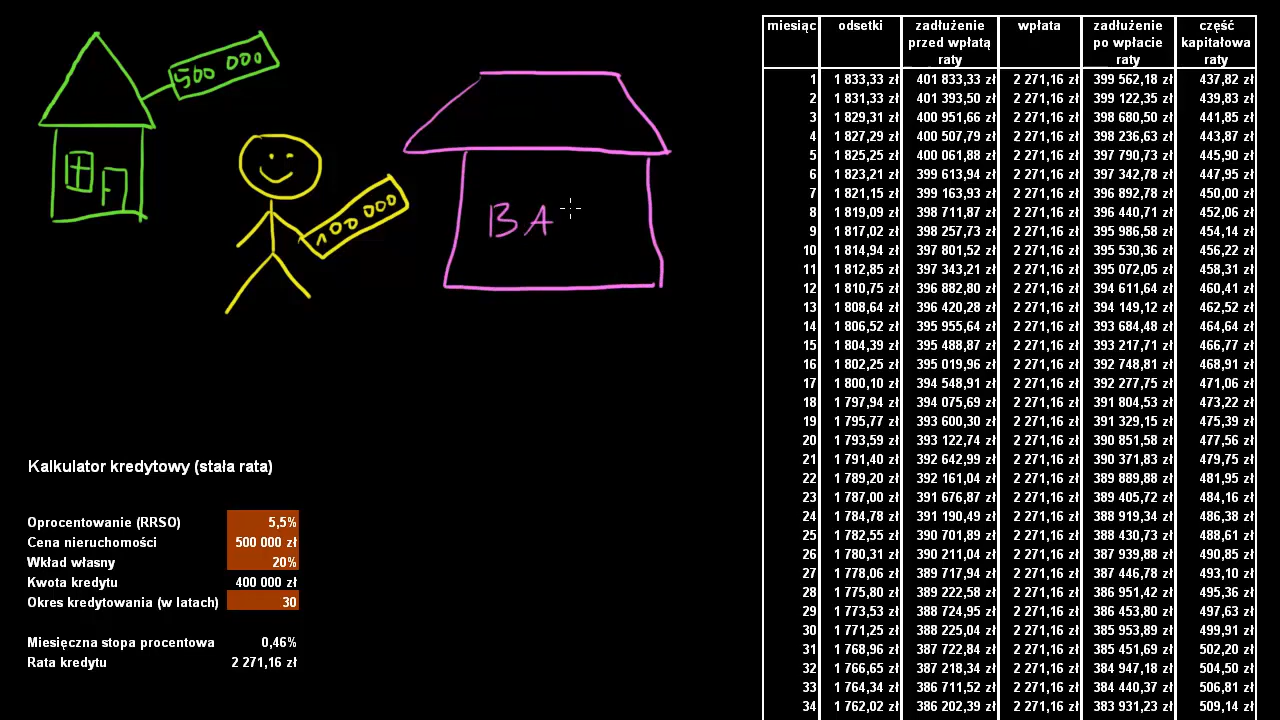 500 000
100 000
BA
Kalkulator kredytowy (stała rata)
Oprocentowanie (RRSO) 5,5%
Cena nieruchomości 500 000 zł
Wkład własny 20%
Kwota kredytu 400 000 zł
Okres kredytowania (w latach) 30
Miesięczna stopa procentowa 0,46%
Rata kredytu 2 271,16 zł
miesiąc odsetki zadłużenie wpłata zadłużenie część
przed wpłatą po wpłacie kapitałowa
raty raty raty
1 1 833,33 zł 401 833,33 zł 2 271,16 zł 399 562,18 zł 437,82 zł
2 1 831,33 zł 401 393,50 zł 2 271,16 zł 399 122,35 zł 439,83 zł
3 1 829,31 zł 400 951,66 zł 2 271,16 zł 398 680,50 zł 441,85 zł
4 1 827,29 zł 400 507,79 zł 2 271,16 zł 398 236,63 zł 443,87 zł
5 1 825,25 zł 400 061,88 zł 2 271,16 zł 397 790,73 zł 445,90 zł
6 1 823,21 zł 399 613,94 zł 2 271,16 zł 397 342,78 zł 447,95 zł
7 1 821,15 zł 399 163,93 zł 2 271,16 zł 396 892,78 zł 450,00 zł
8 1 819,09 zł 398 711,87 zł 2 271,16 zł 396 440,71 zł 452,06 zł
9 1 817,02 zł 398 257,73 zł 2 271,16 zł 395 986,58 zł 454,14 zł
10 1 814,94 zł 397 801,52 zł 2 271,16 zł 395 530,36 zł 456,22 zł
11 1 812,85 zł 397 343,21 zł 2 271,16 zł 395 072,05 zł 458,31 zł
12 1 810,75 zł 396 882,80 zł 2 271,16 zł 394 611,64 zł 460,41 zł
13 1 808,64 zł 396 420,28 zł 2 271,16 zł 394 149,12 zł 462,52 zł
14 1 806,52 zł 395 955,64 zł 2 271,16 zł 393 684,48 zł 464,64 zł
15 1 804,39 zł 395 488,87 zł 2 271,16 zł 393 217,71 zł 466,77 zł
16 1 802,25 zł 395 019,96 zł 2 271,16 zł 392 748,81 zł 468,91 zł
17 1 800,10 zł 394 548,91 zł 2 271,16 zł 392 277,75 zł 471,06 zł
18 1 797,94 zł 394 075,69 zł 2 271,16 zł 391 804,53 zł 473,22 zł
19 1 795,77 zł 393 600,30 zł 2 271,16 zł 391 329,15 zł 475,39 zł
20 1 793,59 zł 393 122,74 zł 2 271,16 zł 390 851,58 zł 477,56 zł
21 1 791,40 zł 392 642,99 zł 2 271,16 zł 390 371,83 zł 479,75 zł
22 1 789,20 zł 392 161,04 zł 2 271,16 zł 389 889,88 zł 481,95 zł
23 1 787,00 zł 391 676,87 zł 2 271,16 zł 389 405,72 zł 484,16 zł
24 1 784,78 zł 391 190,49 zł 2 271,16 zł 388 919,34 zł 486,38 zł
25 1 782,55 zł 390 701,89 zł 2 271,16 zł 388 430,73 zł 488,61 zł
26 1 780,31 zł 390 211,04 zł 2 271,16 zł 387 939,88 zł 490,85 zł
27 1 778,06 zł 389 717,94 zł 2 271,16 zł 387 446,78 zł 493,10 zł
28 1 775,80 zł 389 222,58 zł 2 271,16 zł 386 951,42 zł 495,36 zł
29 1 773,53 zł 388 724,95 zł 2 271,16 zł 386 453,80 zł 497,63 zł
30 1 771,25 zł 388 225,04 zł 2 271,16 zł 385 953,89 zł 499,91 zł
31 1 768,96 zł 387 722,84 zł 2 271,16 zł 385 451,69 zł 502,20 zł
32 1 766,65 zł 387 218,34 zł 2 271,16 zł 384 947,18 zł 504,50 zł
33 1 764,34 zł 386 711,52 zł 2 271,16 zł 384 440,37 zł 506,81 zł
34 1 762,02 zł 386 202,39 zł 2 271,16 zł 383 931,23 zł 509,14 zł